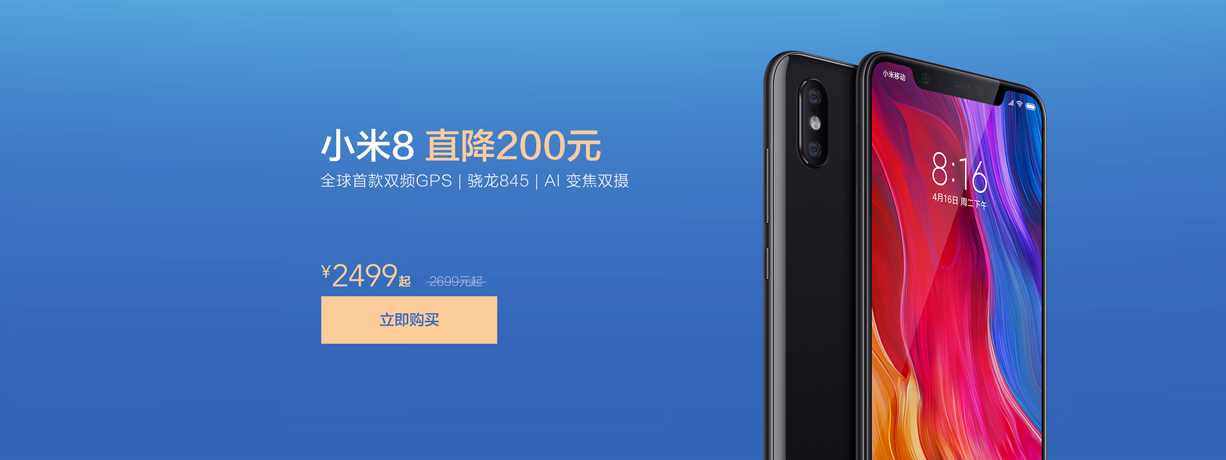 小米8 直降200元
全球首款双频GPS | 骁龙845 | AI 变焦双摄
¥2499起 2699元起
立即购买
小米移动
8:16
4月16日 周二下午